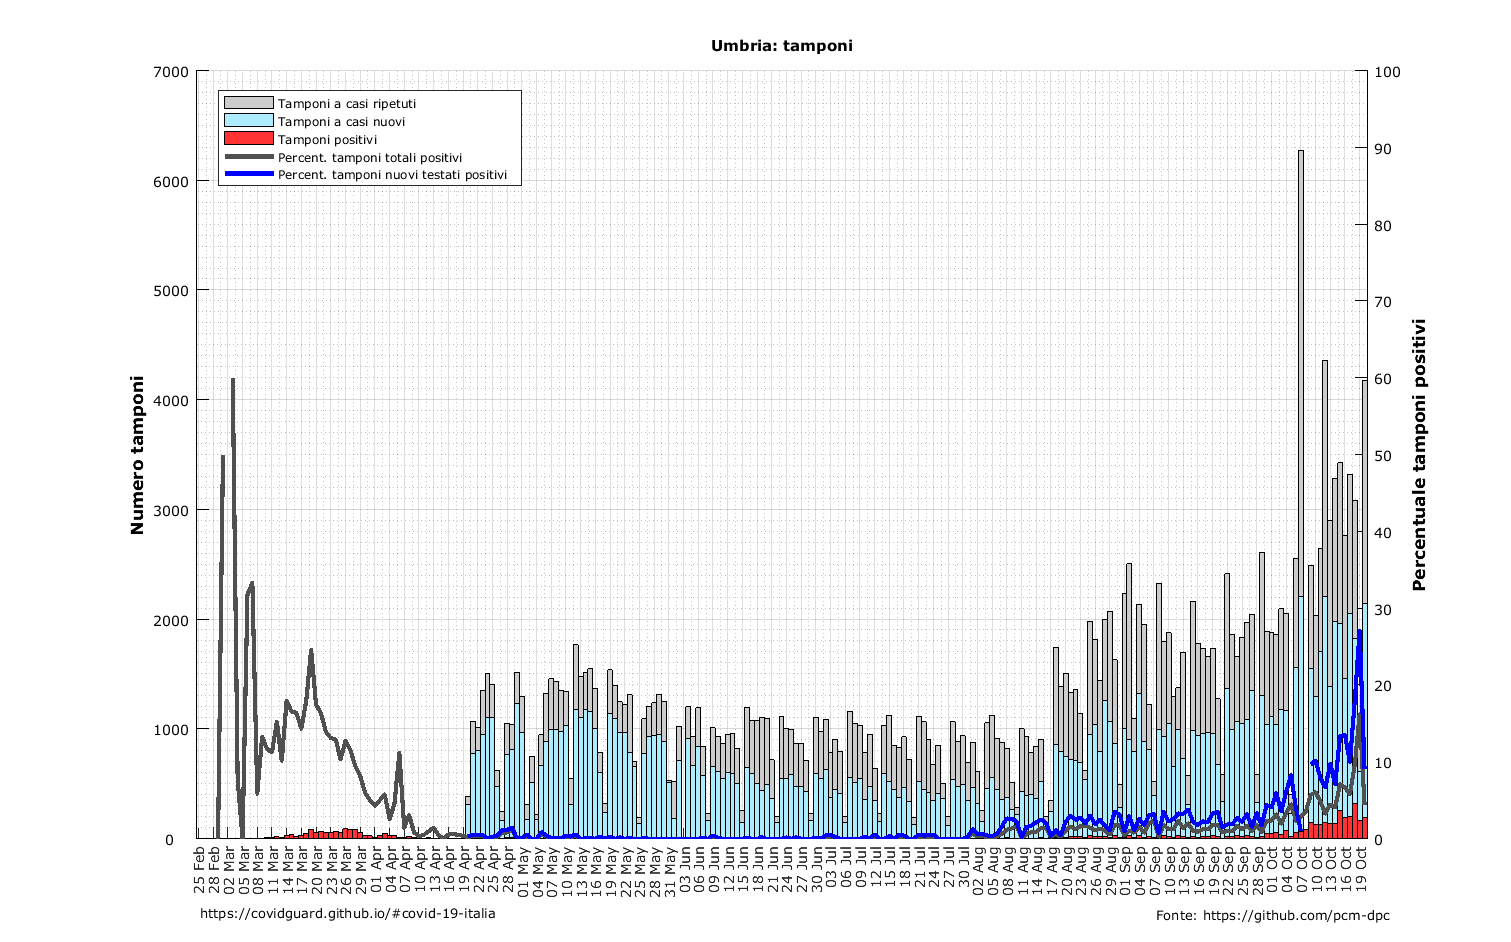 Umbria: tamponi
7000
6000
5000
4000
3000
2000
1000
0
Numero tamponi
Tamponi a casi ripetuti
Tamponi a casi nuovi
Tamponi positivi
Percent. tamponi totali positivi
Percent. tamponi nuovi testati positivi
100
90
80
70
60
50
40
30
20
10
0
Percentuale tamponi positivi
25 Feb
28 Feb
02 Mar
05 Mar
08 Mar
11 Mar
14 Mar
17 Mar
20 Mar
23 Mar
26 Mar
29 Mar
01 Apr
04 Apr
07 Apr
10 Apr
13 Apr
16 Apr
19 Apr
22 Apr
25 Apr
28 Apr
01 May
04 May
07 May
10 May
13 May
16 May
19 May
22 May
25 May
28 May
31 May
03 Jun
06 Jun
09 Jun
12 Jun
15 Jun
18 Jun
21 Jun
24 Jun
27 Jun
30 Jun
03 Jul
06 Jul
09 Jul
12 Jul
15 Jul
18 Jul
21 Jul
24 Jul
27 Jul
30 Jul
02 Aug
05 Aug
08 Aug
11 Aug
14 Aug
17 Aug
20 Aug
23 Aug
26 Aug
29 Aug
01 Sep
04 Sep
07 Sep
10 Sep
13 Sep
16 Sep
19 Sep
22 Sep
25 Sep
28 Sep
01 Oct
04 Oct
07 Oct
10 Oct
13 Oct
16 Oct
19 Oct
https://covidguard.github.io/#covid-19-italia
Fonte: https://github.com/pcm-dpc